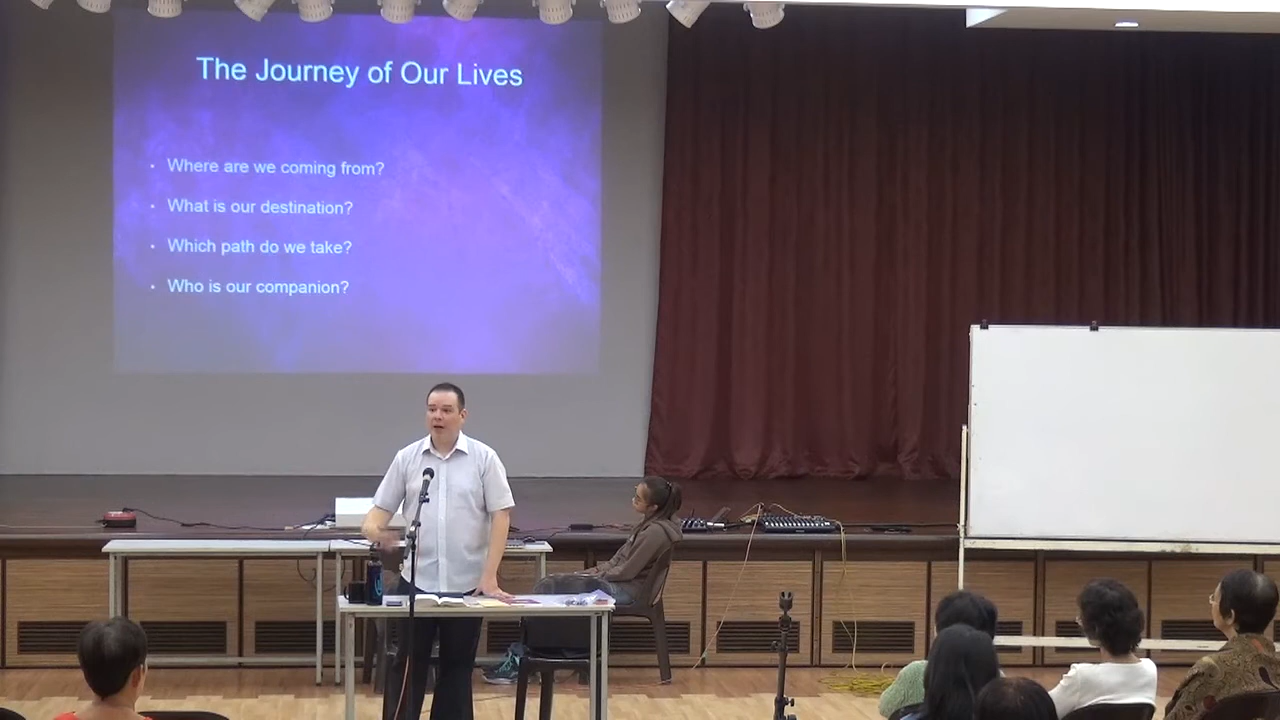 The Journey of Our Lives
• Where are we coming from?
• What is our destination?
• Which path do we take?
• Who is our companion?